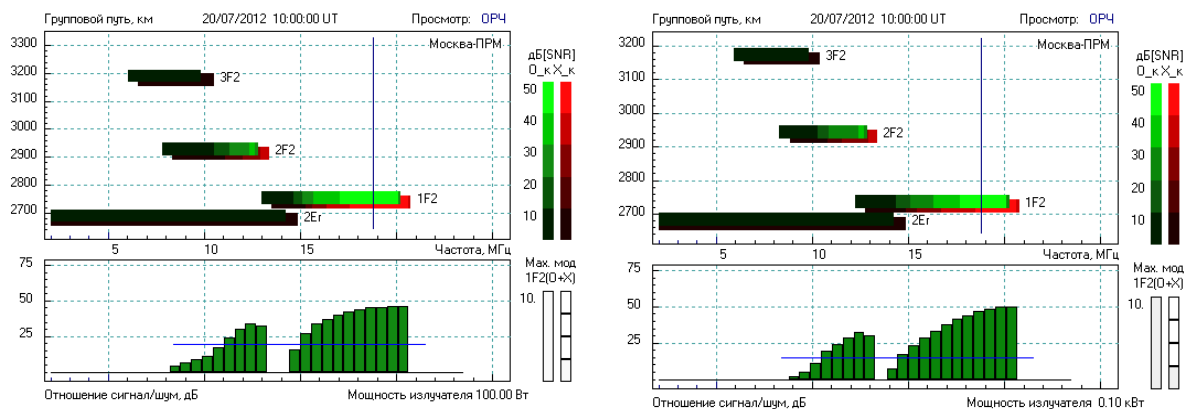 Групповой путь, км 20/07/2012 10:00:00 UT Просмотр: ОРЧ
Москва-ПРМ
дБ[SNR]
О_к Х_к
3300
3200
3100
3000
2900
2800
2700
3F2
2F2
1F2
2Er
50
40
30
20
10
5 10 15
Частота, МГц
75
50
25
Мах. мод
1F2(О+Х)
10.
Отношение сигнал/шум, дБ Мощность излучателя 100.00 Вт
Групповой путь, км 20/07/2012 10:00:00 UT Просмотр: ОРЧ
Москва-ПРМ
дБ[SNR]
О_к Х_к
3200
3100
3000
2900
2800
2700
3F2
2F2
1F2
2Er
50
40
30
20
10
5 10 15
Частота, МГц
75
50
25
Мах. мод
1F2(О+Х)
10.
Отношение сигнал/шум, дБ Мощность излучателя 0.10 кВт